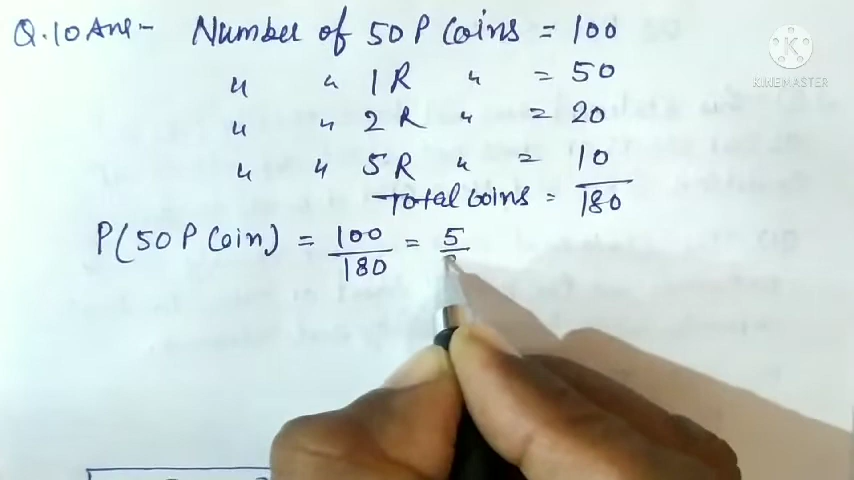 Q.10 Ans- Number of 50 P Coins = 100
" " 1 R " = 50
" " 2 R " = 20
" " 5 R " = 10
Total coins = 180
P(50 P Coin) = 100/180 = 5/
K
KINEMASTER